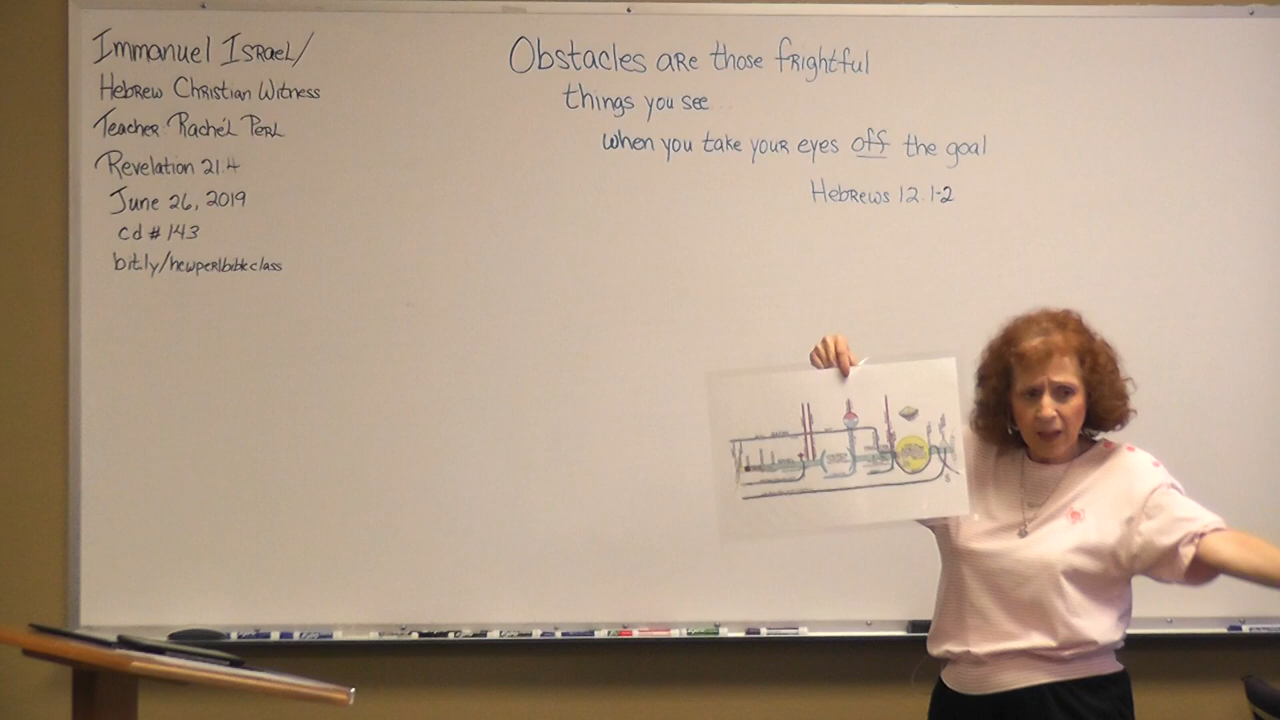 Immanuel Israel/
Hebrew Christian Witness
Teacher: Rachél Perl
Revelation 21.4
June 26, 2019
cd # 143
bit.ly/newperlbibleclass
Obstacles are those frightful
things you see
when you take your eyes off the goal
Hebrews 12.1-2